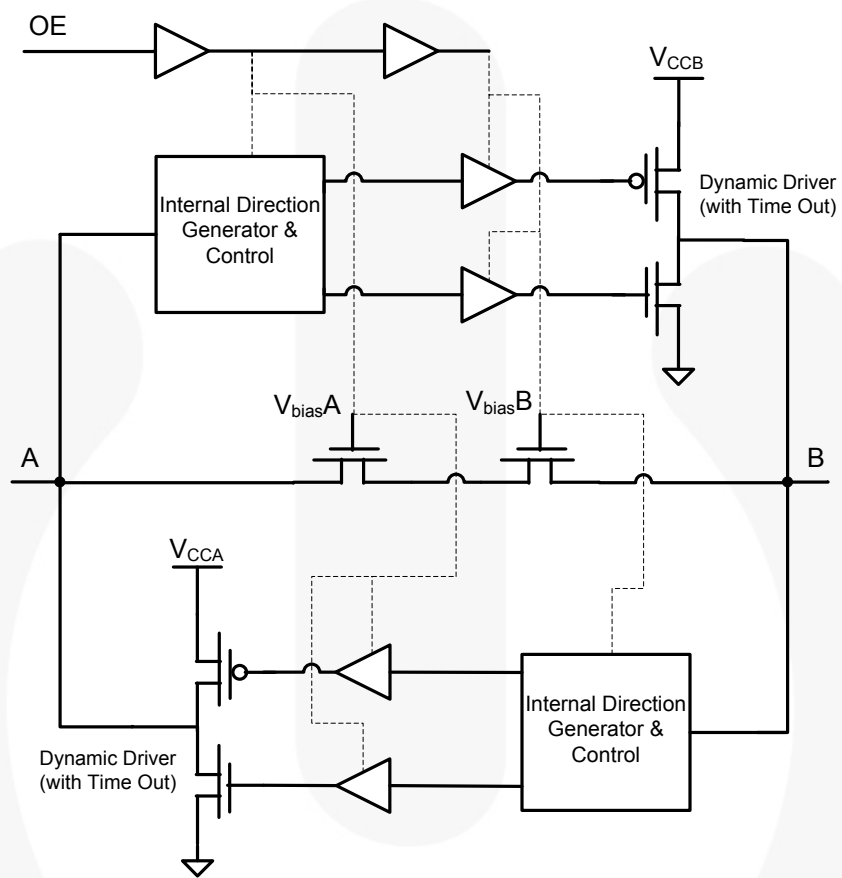 OE
VCCB
Internal Direction
Generator &
Control
Dynamic Driver
(with Time Out)
VbiasA
VbiasB
A
B
VCCA
Internal Direction
Generator &
Control
Dynamic Driver
(with Time Out)